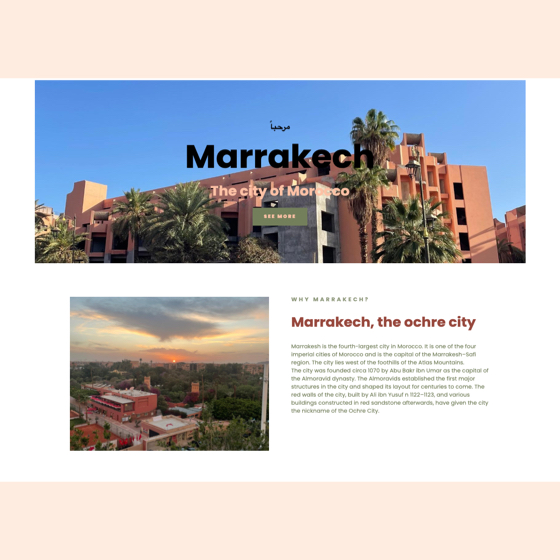 مرحباً
Marrakech
The city of Morocco
SEE MORE
WHY MARRAKECH?
Marrakech, the ochre city
Marrakesh is the fourth-largest city in Morocco. It is one of the four
imperial cities of Morocco and is the capital of the Marrakesh-Safi
region. The city lies west of the foothills of the Atlas Mountains.
The city was founded circa 1070 by Abu Bakr ibn Umar as the capital of
the Almoravid dynasty. The Almoravids established the first major
structures in the city and shaped its layout for centuries to come. The
red walls of the city, built by Ali ibn Yusuf n 1122–1123, and various
buildings constructed in red sandstone afterwards, have given the city
the nickname of the Ochre City.